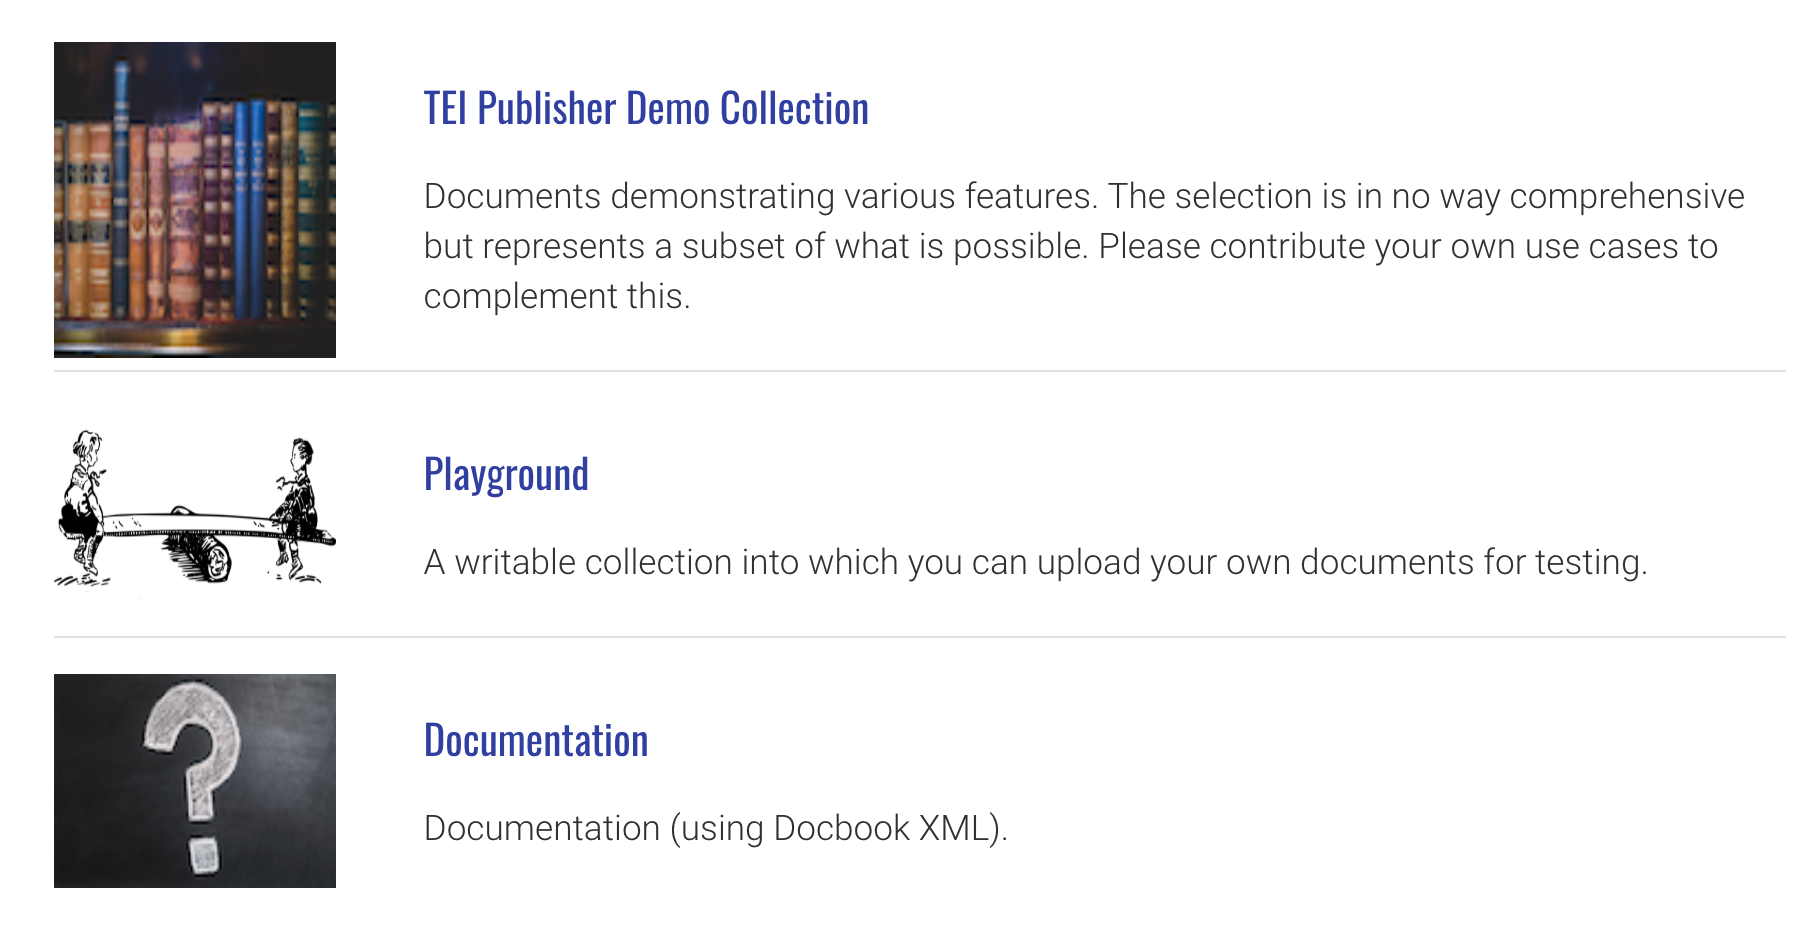 TEI Publisher Demo Collection
Documents demonstrating various features. The selection is in no way comprehensive
but represents a subset of what is possible. Please contribute your own use cases to
complement this.
Playground
A writable collection into which you can upload your own documents for testing.
Documentation
Documentation (using Docbook XML).